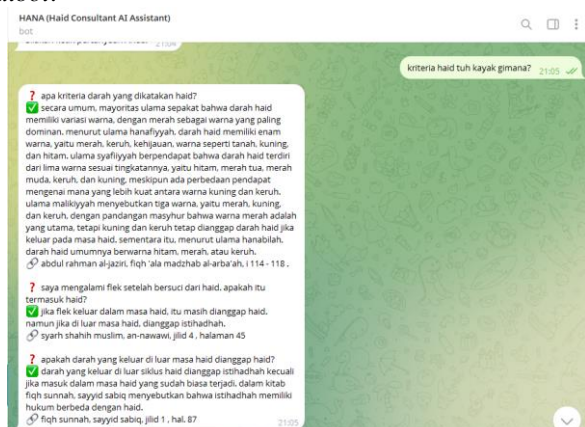 HANA (Haid Consultant AI Assistant)
bot
21:04
kriteria haid tuh kayak gimana? 21:05
❓ apa kriteria darah yang dikatakan haid?
✅ secara umum, mayoritas ulama sepakat bahwa darah haid
memiliki variasi warna, dengan merah sebagai warna yang paling
dominan. menurut ulama hanafiyyah, darah haid memiliki enam
warna, yaitu merah, keruh, kehijauan, warna seperti tanah, kuning,
dan hitam. ulama syafiiyyah berpendapat bahwa darah haid terdiri
dari lima warna sesuai tingkatannya, yaitu hitam, merah tua, merah
muda, keruh, dan kuning, meskipun ada perbedaan pendapat
mengenai mana yang lebih kuat antara warna kuning dan keruh.
ulama malikiyyah menyebutkan tiga warna, yaitu merah, kuning,
dan keruh, dengan pandangan masyhur bahwa warna merah adalah
yang utama, tetapi kuning dan keruh tetap dianggap darah haid jika
keluar pada masa haid. sementara itu, menurut ulama hanabilah,
darah haid umumnya berwarna hitam, merah, atau keruh.
🔗 abdul rahman al-jaziri, fiqh 'ala madzhab al-arba'ah, i 114 - 118 .
❓ saya mengalami flek setelah bersuci dari haid, apakah itu
termasuk haid?
✅ jika flek keluar dalam masa haid, itu masih dianggap haid.
namun jika di luar masa haid, dianggap istihadhah.
🔗 syarh shahih muslim, an-nawawi, jilid 4 , halaman 45
❓ apakah darah yang keluar di luar masa haid dianggap haid?
✅ darah yang keluar di luar siklus haid dianggap istihadhah kecuali
jika masuk dalam masa haid yang sudah biasa terjadi. dalam kitab
fiqh sunnah, sayyid sabiq menyebutkan bahwa istihadhah memiliki
hukum berbeda dengan haid.
🔗 fiqh sunnah, sayyid sabiq, jilid 1 , hal. 87
21:05